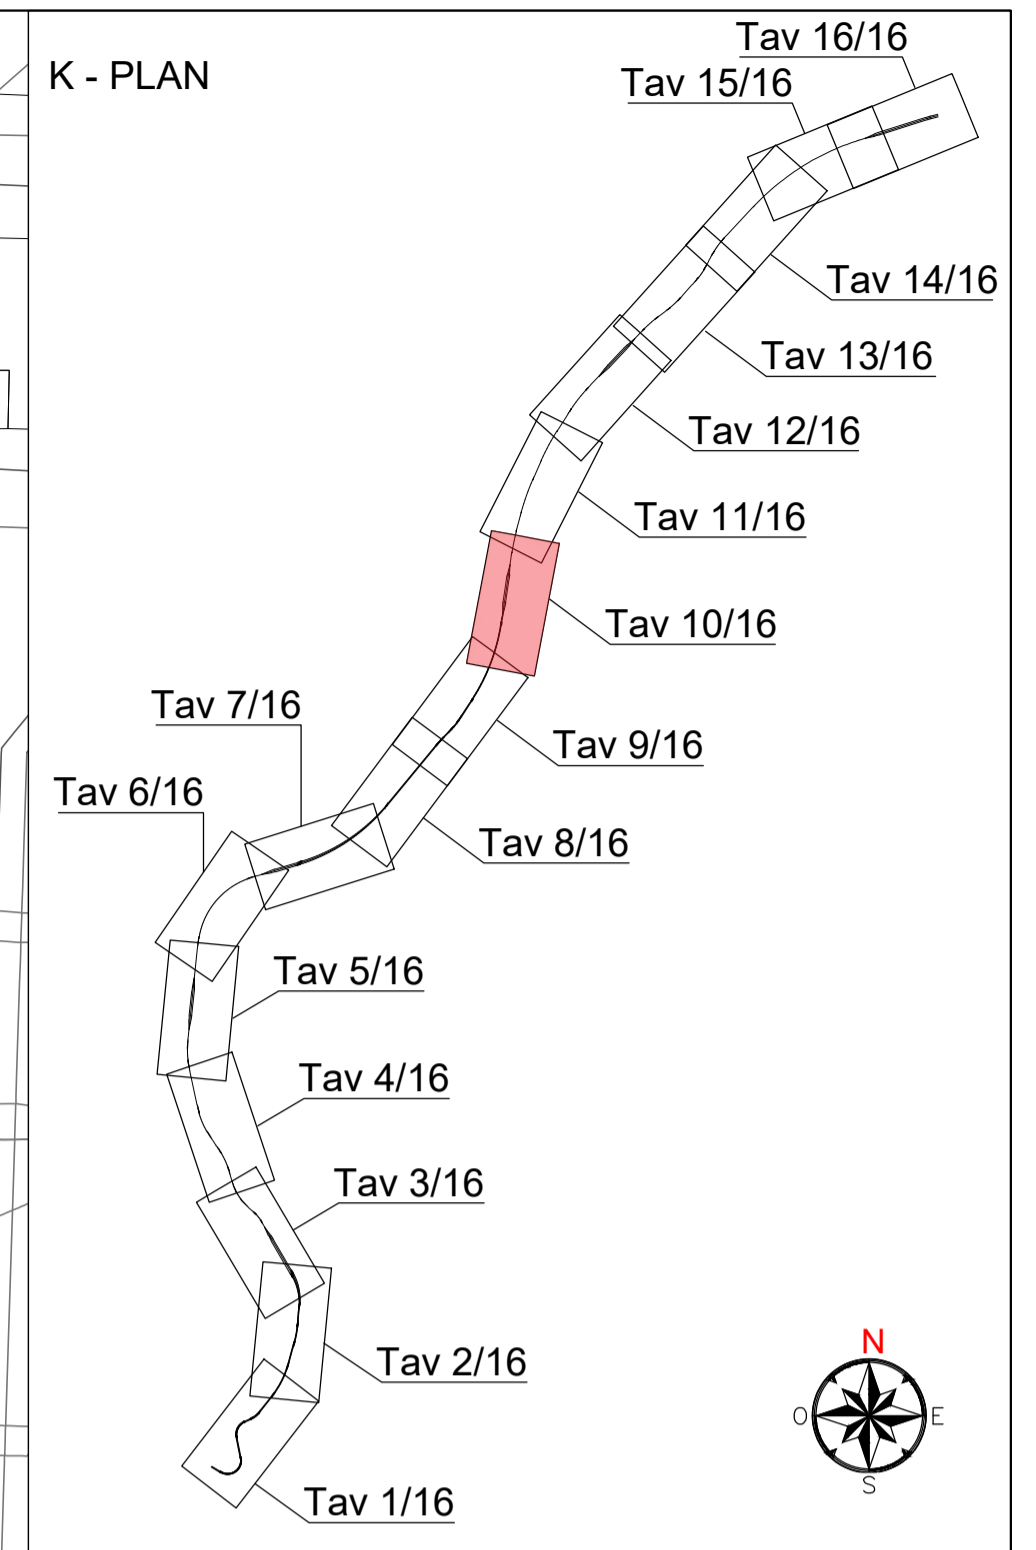 K - PLAN
Tav 16/16
Tav 15/16
Tav 14/16
Tav 13/16
Tav 12/16
Tav 11/16
Tav 10/16
Tav 9/16
Tav 8/16
Tav 7/16
Tav 6/16
Tav 5/16
Tav 4/16
Tav 3/16
Tav 2/16
Tav 1/16
N
O
E
S